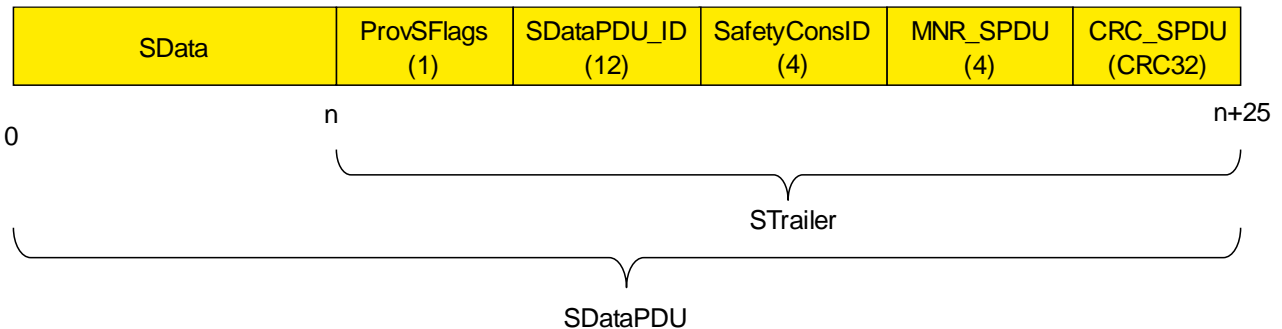 SData
ProvSFlags
(1)
SDataPDU_ID
(12)
SafetyConsID
(4)
MNR_SPDU
(4)
CRC_SPDU
(CRC32)
0
n
n+25
STrailer
SDataPDU